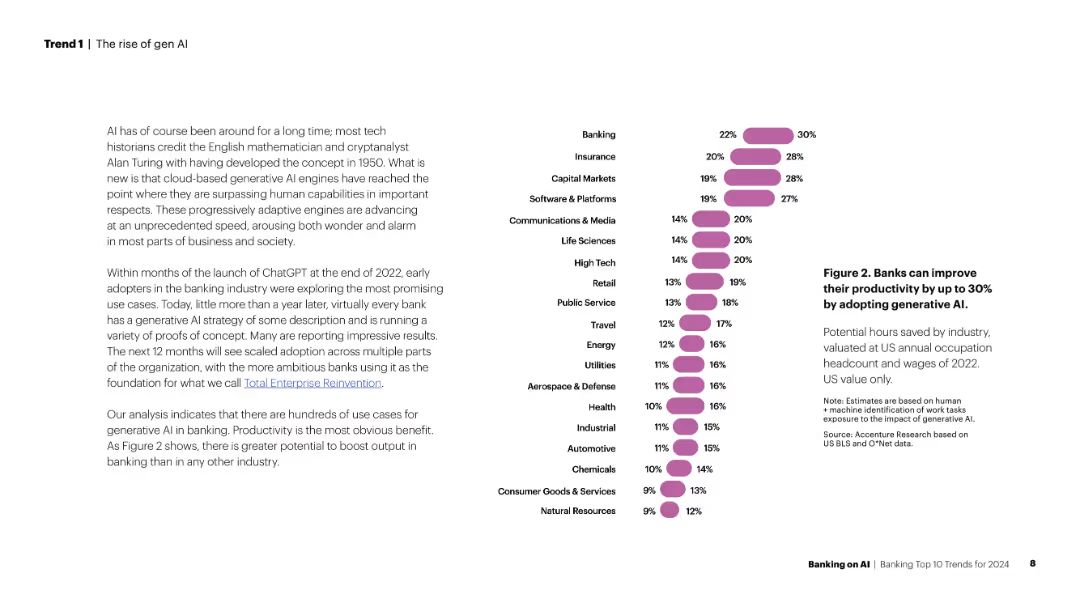 Trend 1 | The rise of gen AI
AI has of course been around for a long time; most tech
historians credit the English mathematician and cryptanalyst
Alan Turing with having developed the concept in 1950. What is
new is that cloud-based generative AI engines have reached the
point where they are surpassing human capabilities in important
respects. These progressively adaptive engines are advancing
at an unprecedented speed, arousing both wonder and alarm
in most parts of business and society.
Within months of the launch of ChatGPT at the end of 2022, early
adopters in the banking industry were exploring the most promising
use cases. Today, little more than a year later, virtually every bank
has a generative AI strategy of some description and is running a
variety of proofs of concept. Many are reporting impressive results.
The next 12 months will see scaled adoption across multiple parts
of the organization, with the more ambitious banks using it as the
foundation for what we call Total Enterprise Reinvention.
Our analysis indicates that there are hundreds of use cases for
generative AI in banking. Productivity is the most obvious benefit.
As Figure 2 shows, there is greater potential to boost output in
banking than in any other industry.
Banking 22% 30%
Insurance 20% 28%
Capital Markets 19% 28%
Software & Platforms 19% 27%
Communications & Media 14% 20%
Life Sciences 14% 20%
High Tech 14% 20%
Retail 13% 19%
Public Service 13% 18%
Travel 12% 17%
Energy 12% 16%
Utilities 11% 16%
Aerospace & Defense 11% 16%
Health 10% 16%
Industrial 11% 15%
Automotive 11% 15%
Chemicals 10% 14%
Consumer Goods & Services 9% 13%
Natural Resources 9% 12%
Figure 2. Banks can improve
their productivity by up to 30%
by adopting generative AI.
Potential hours saved by industry,
valued at US annual occupation
headcount and wages of 2022.
US value only.
Note: Estimates are based on human
+ machine identification of work tasks
exposure to the impact of generative AI.
Source: Accenture Research based on
US BLS and O*Net data.
Banking on AI | Banking Top 10 Trends for 2024 8